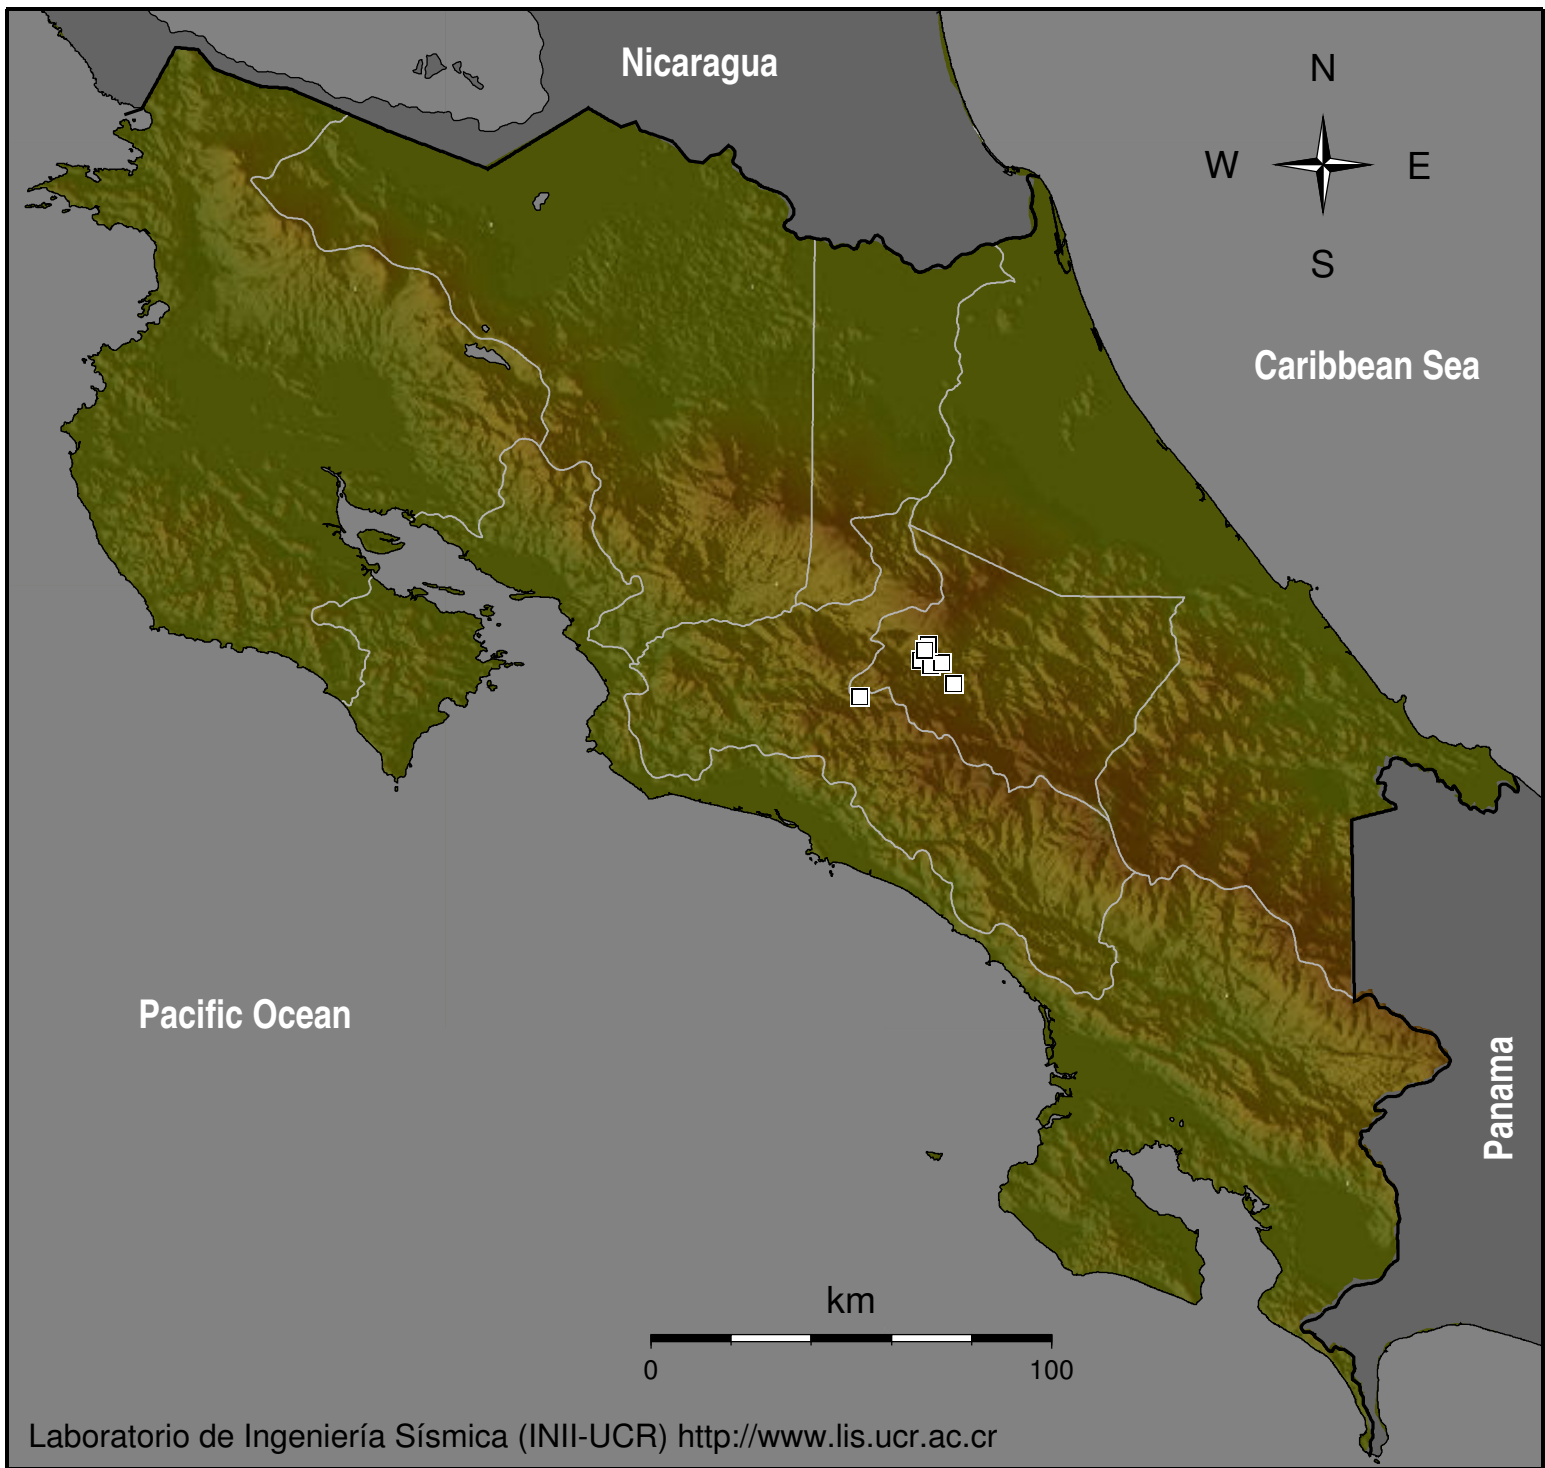 Nicaragua
N
W
E
S
Caribbean Sea
Pacific Ocean
Panama
km
0
100
Laboratorio de Ingeniería Sísmica (INII-UCR) http://www.lis.ucr.ac.cr